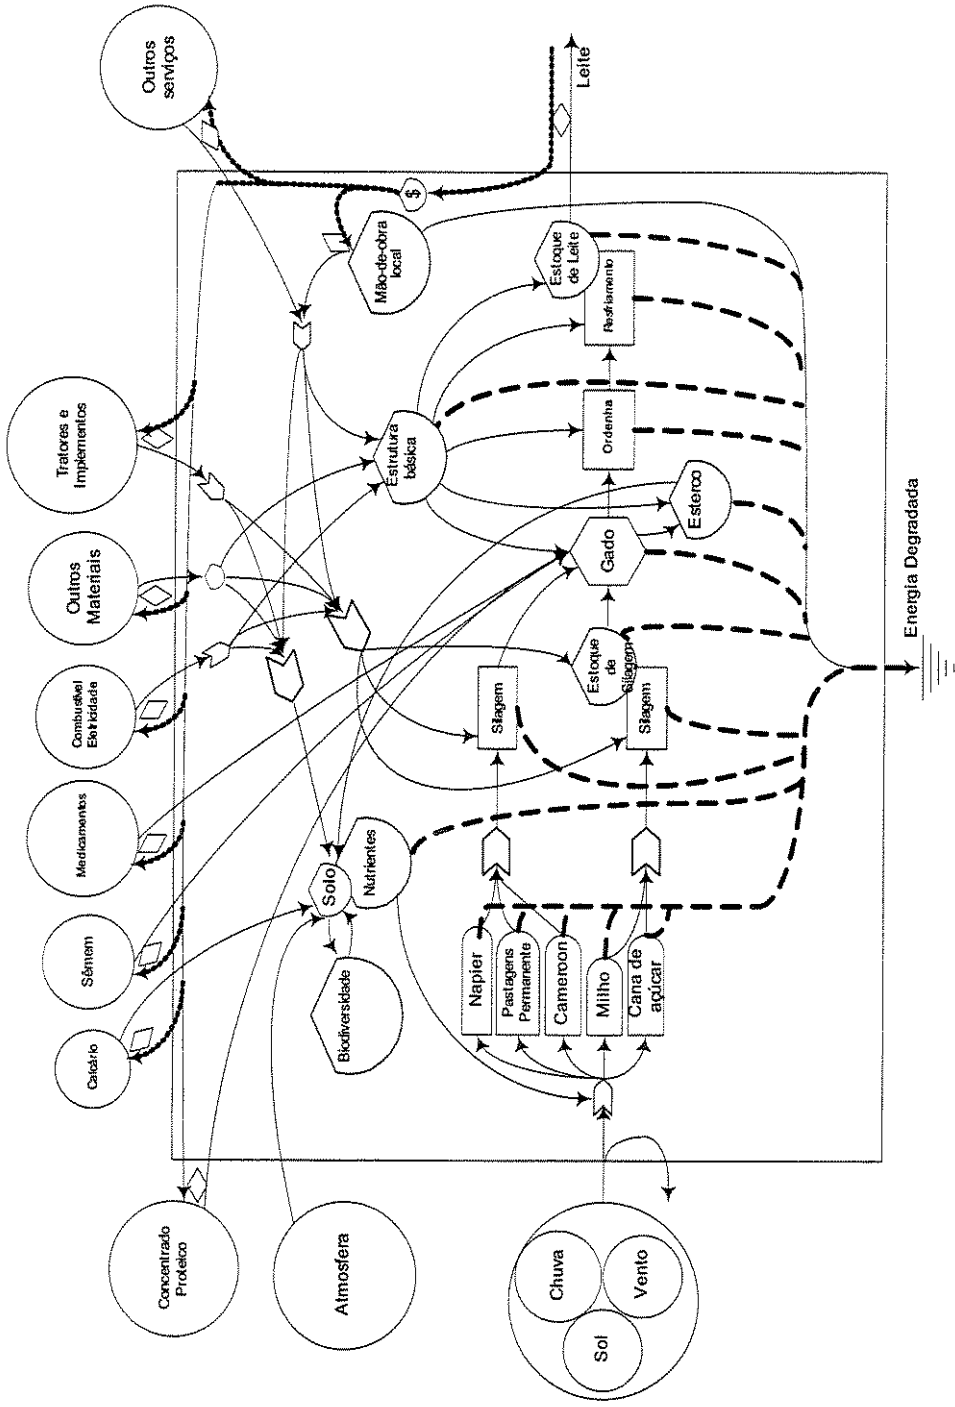 Concentrado
Proteico
Calcário
Sêmem
Medicamentos
Combustível
Eletricidade
Outros
Materiais
Tratores e
Implementos
Outros
serviços
Atmosfera
Biodiversidade
Solo
Nutrientes
Estrutura
básica
Mão-de-obra
local
$
Chuva
Sol
Vento
Napier
Pastagens
Permanente
Cameroon
Milho
Cana de
açúcar
Silagem
Silagem
Estoque
de
Silagem
Gado
Esterco
Ordenha
Resfriamento
Estoque
de Leite
Leite
Energia Degradada